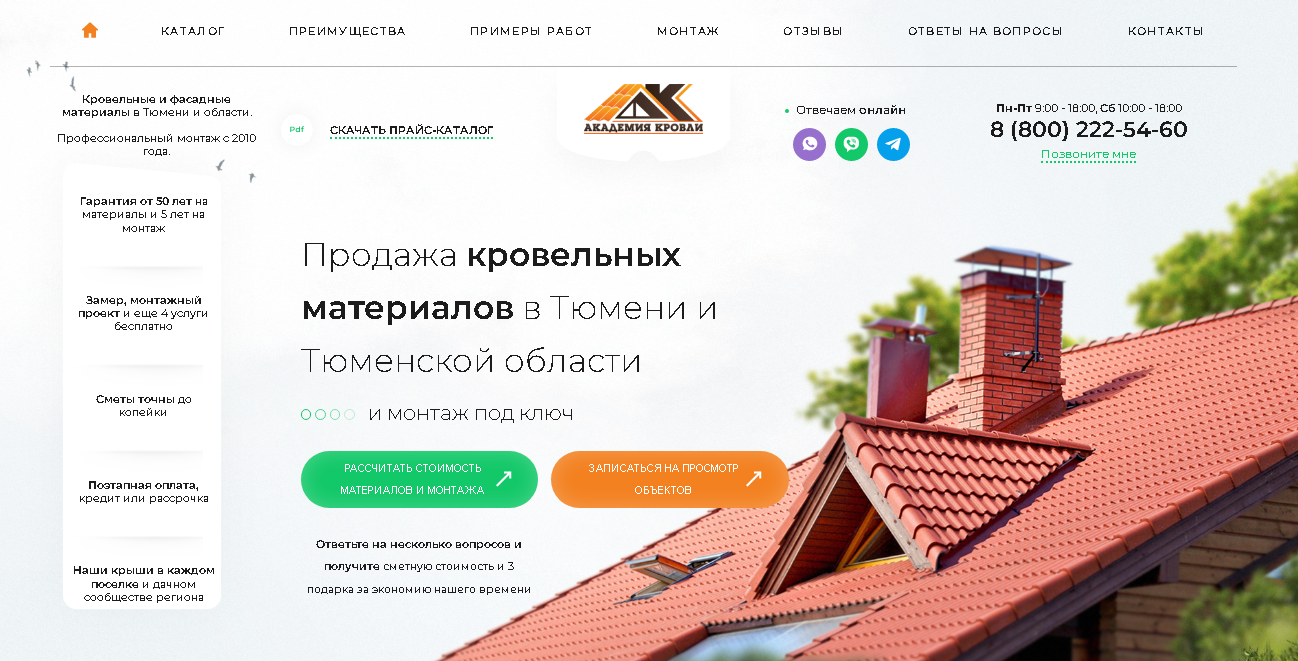 КАТАЛОГ
ПРЕИМУЩЕСТВА
ПРИМЕРЫ РАБОТ
МОНТАЖ
ОТЗЫВЫ
ОТВЕТЫ НА ВОПРОСЫ
КОНТАКТЫ
Кровельные и фасадные
материалы в Тюмени и области.
Профессиональный монтаж с 2010
года.
Pdf
СКАЧАТЬ ПРАЙС-КАТАЛОГ
АК
АКАДЕМИЯ КРОВЛИ
Отвечаем онлайн
Пн-Пт 9:00 - 18:00, Сб 10:00 - 18:00
8 (800) 222-54-60
Позвоните мне
Гарантия от 50 лет на
материалы и 5 лет на
монтаж
Замер, монтажный
проект и еще 4 услуги
бесплатно
Сметы точны до
копейки
Поэтапная оплата,
кредит или рассрочка
Наши крыши в каждом
поселке и дачном
сообществе региона
Продажа кровельных
материалов в Тюмени и
Тюменской области
и монтаж под ключ
РАССЧИТАТЬ СТОИМОСТЬ
МАТЕРИАЛОВ И МОНТАЖА
ЗАПИСАТЬСЯ НА ПРОСМОТР
ОБЪЕКТОВ
Ответьте на несколько вопросов и
получите сметную стоимость и 3
подарка за экономию нашего времени